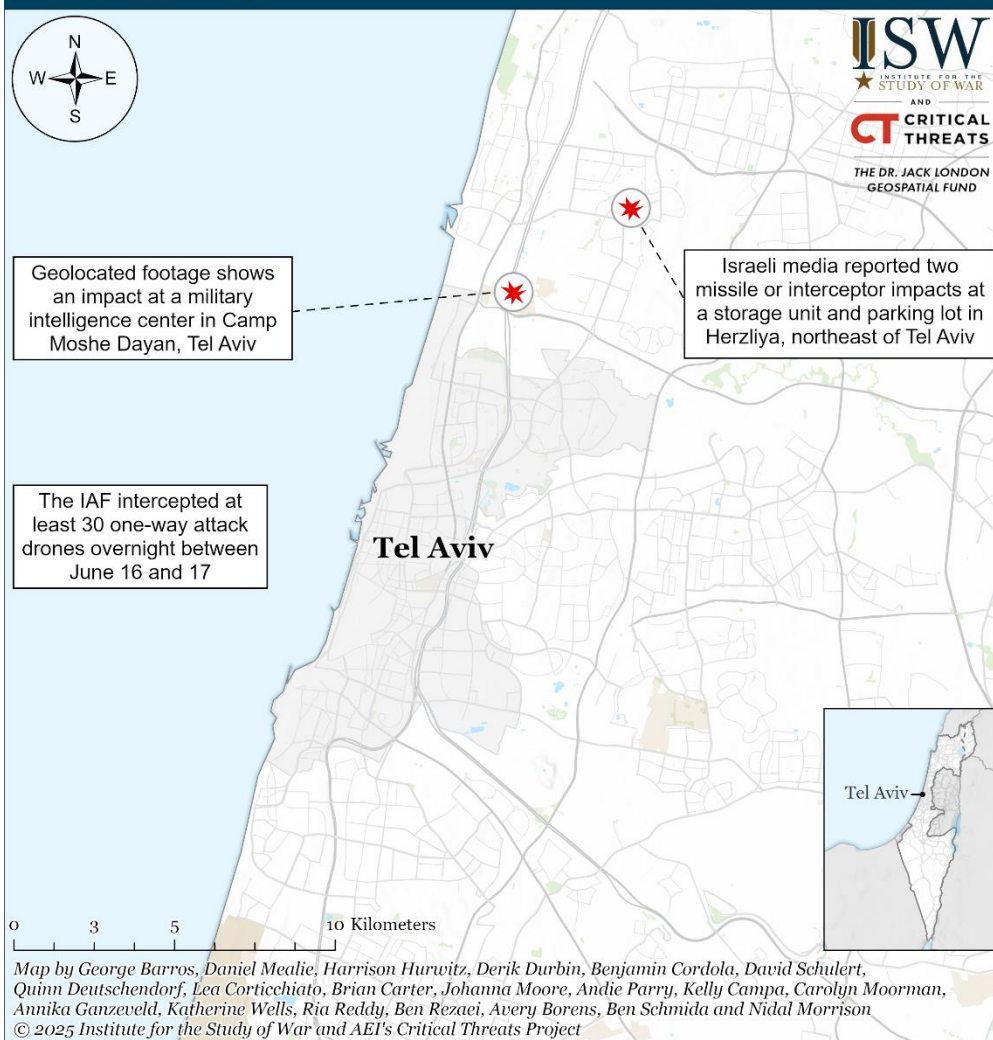 N
W E
S
ISW
INSTITUTE FOR THE
STUDY OF WAR
AND
CT CRITICAL
THREATS
THE DR. JACK LONDON
GEOSPATIAL FUND
Geolocated footage shows
an impact at a military
intelligence center in Camp
Moshe Dayan, Tel Aviv
Israeli media reported two
missile or interceptor impacts at
a storage unit and parking lot in
Herzliya, northeast of Tel Aviv
The IAF intercepted at
least 30 one-way attack
drones overnight between
June 16 and 17
Tel Aviv
Tel Aviv
0 3 5 10 Kilometers
Map by George Barros, Daniel Mealie, Harrison Hurwitz, Derik Durbin, Benjamin Cordola, David Schulert,
Quinn Deutschendorf, Lea Corticchiato, Brian Carter, Johanna Moore, Andie Parry, Kelly Campa, Carolyn Moorman,
Annika Ganzeveld, Katherine Wells, Ria Reddy, Ben Rezaei, Avery Borens, Ben Schmida and Nidal Morrison
© 2025 Institute for the Study of War and AEI's Critical Threats Project